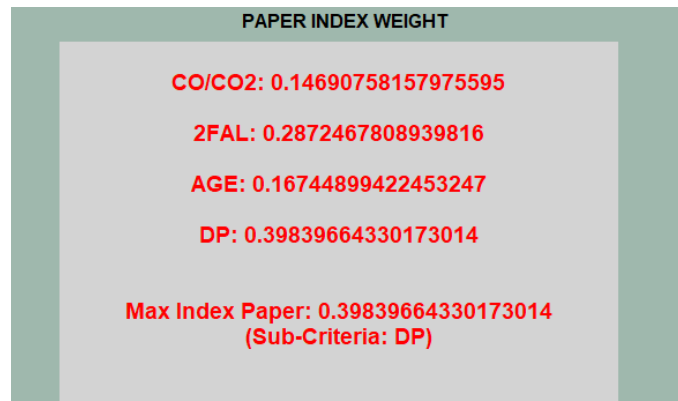 PAPER INDEX WEIGHT
CO/CO2: 0.14690758157975595
2FAL: 0.2872467808939816
AGE: 0.16744899422453247
DP: 0.39839664330173014
Max Index Paper: 0.39839664330173014
(Sub-Criteria: DP)